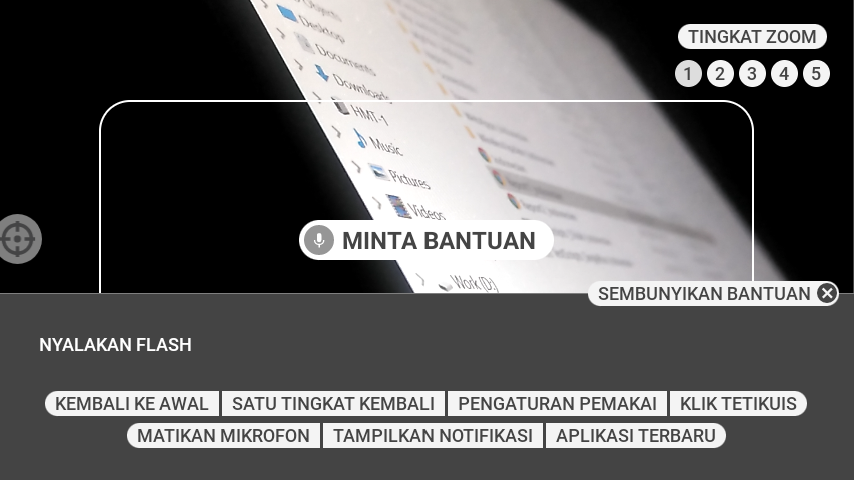 Objects
Desktop
TINGKAT ZOOM
Documents
1 2 3 4 5
Downloads
HMT-1
Music
Pictures
Videos
MINTA BANTUAN
Work (D:)
SEMBUNYIKAN BANTUAN
NYALAKAN FLASH
KEMBALI KE AWAL SATU TINGKAT KEMBALI PENGATURAN PEMAKAI KLIK TETIKUIS
MATIKAN MIKROFON TAMPILKAN NOTIFIKASI APLIKASI TERBARU